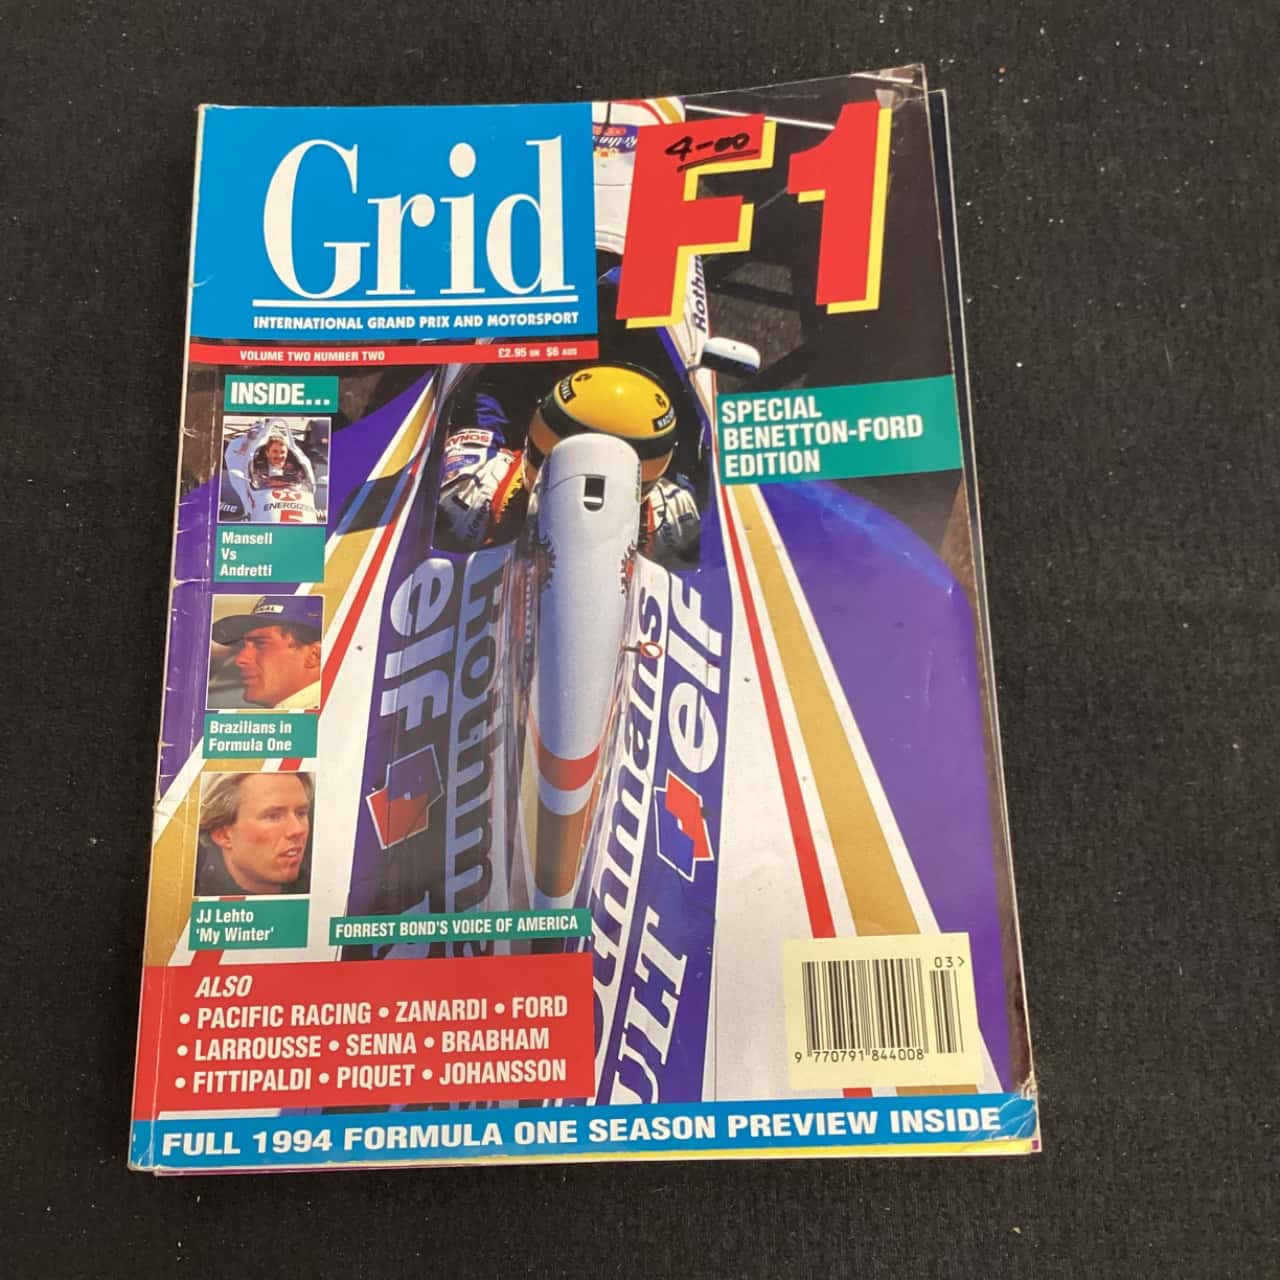 Grid
INTERNATIONAL GRAND PRIX AND MOTORSPORT
F1
4-00
VOLUME TWO NUMBER TWO £2.95 UK $6 AUS
INSIDE...
SPECIAL
BENETTON-FORD
EDITION
ENERGIZ
Mansell
Vs
Andretti
Brazilians in
Formula One
JJ Lehto
'My Winter'
Rothm
elf
Rothmans
elf
Rothmans
ULT
FORREST BOND'S VOICE OF AMERICA
ALSO
• PACIFIC RACING • ZANARDI • FORD
• LARROUSSE • SENNA • BRABHAM
• FITTIPALDI • PIQUET • JOHANSSON
03>
9 770791 844008
FULL 1994 FORMULA ONE SEASON PREVIEW INSIDE